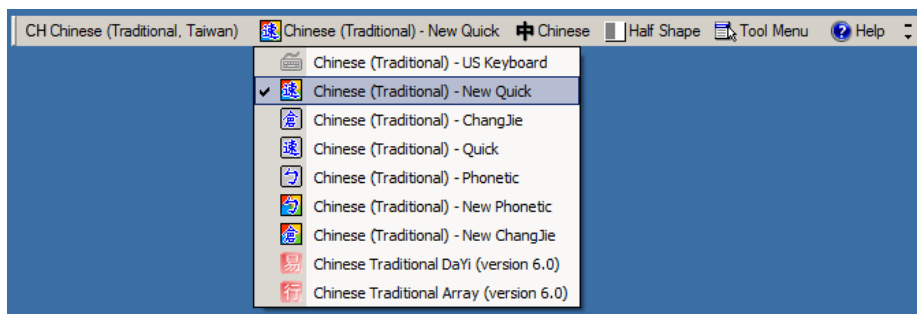 CH Chinese (Traditional, Taiwan) 速 Chinese (Traditional) - New Quick 中 Chinese Half Shape Tool Menu ? Help
Chinese (Traditional) - US Keyboard
速 Chinese (Traditional) - New Quick
倉 Chinese (Traditional) - ChangJie
速 Chinese (Traditional) - Quick
ㄅ Chinese (Traditional) - Phonetic
ㄅ Chinese (Traditional) - New Phonetic
倉 Chinese (Traditional) - New ChangJie
易 Chinese Traditional DaYi (version 6.0)
行 Chinese Traditional Array (version 6.0)